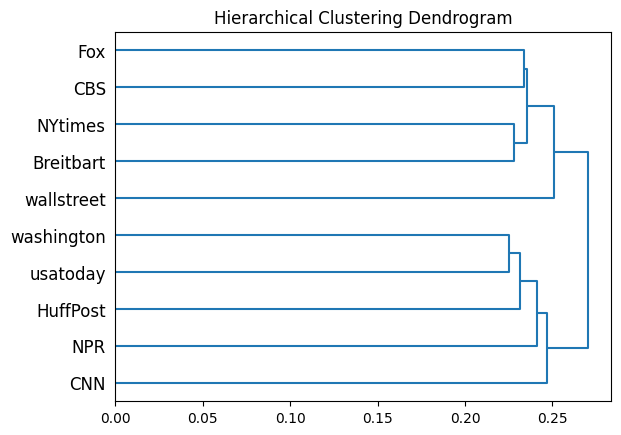 Hierarchical Clustering Dendrogram
Fox
CBS
NYtimes
Breitbart
wallstreet
washington
usatoday
HuffPost
NPR
CNN
0.00 0.05 0.10 0.15 0.20 0.25